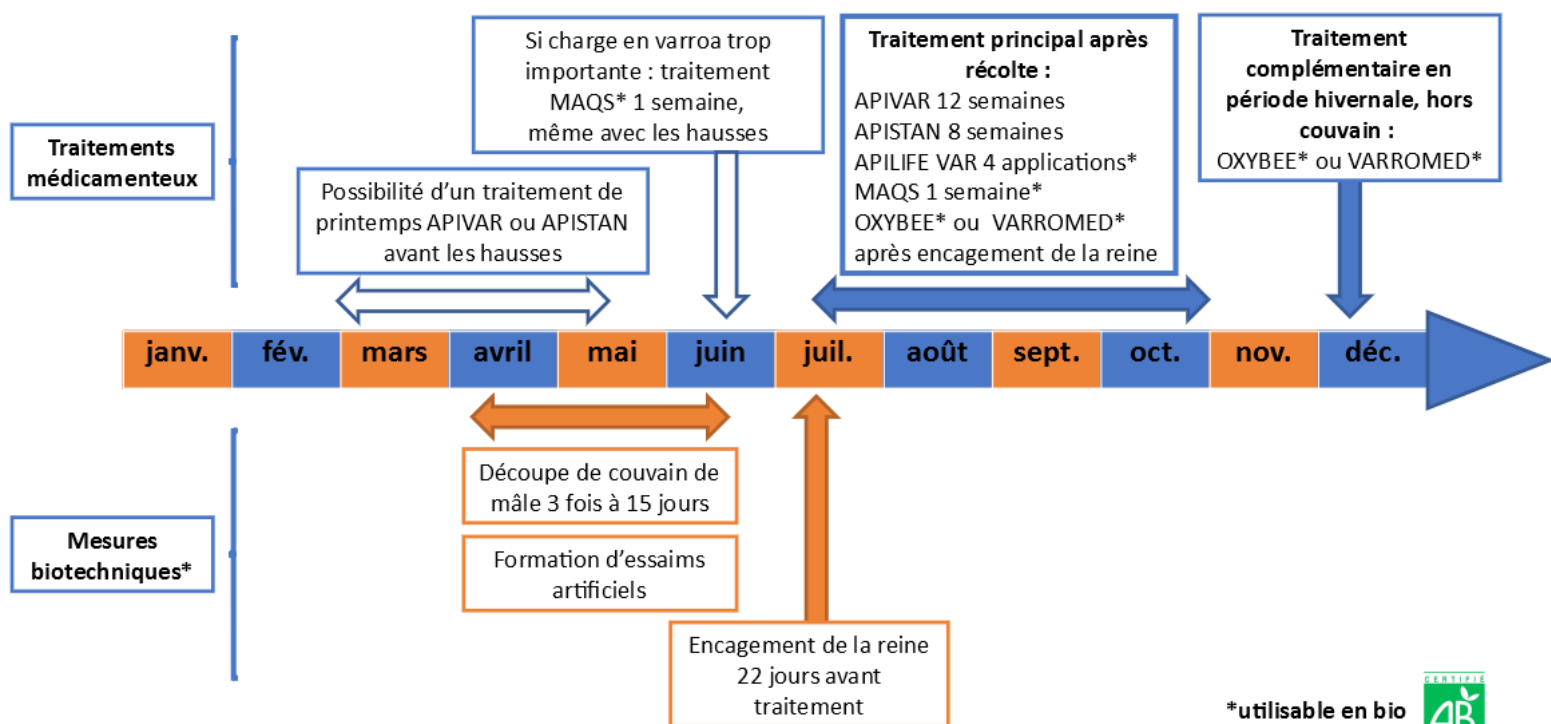 Traitements
médicamenteux
Possibilité d’un traitement de
printemps APIVAR ou APISTAN
avant les hausses
Si charge en varroa trop
importante : traitement
MAQS* 1 semaine,
même avec les hausses
Traitement principal après
récolte :
APIVAR 12 semaines
APISTAN 8 semaines
APILIFE VAR 4 applications*
MAQS 1 semaine*
OXYBEE* ou VARROMED*
après encagement de la reine
Traitement
complémentaire en
période hivernale, hors
couvain :
OXYBEE* ou VARROMED*
janv. fév. mars avril mai juin juil. août sept. oct. nov. déc.
Mesures
biotechniques*
Découpe de couvain de
mâle 3 fois à 15 jours
Formation d’essaims
artificiels
Encagement de la reine
22 jours avant
traitement
*utilisable en bio
CERTIFIÉ
AB